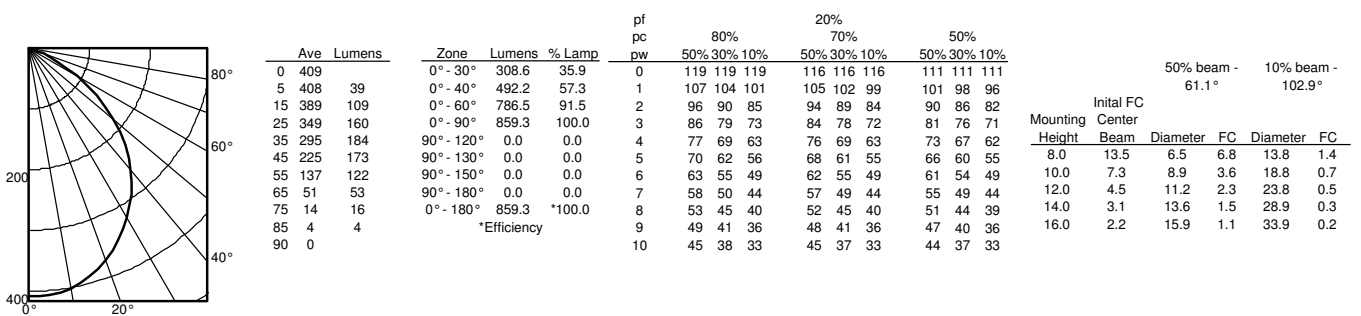 80°
60°
40°
20°
0°
200
400
Ave Lumens
0 409
5 408 39
15 389 109
25 349 160
35 295 184
45 225 173
55 137 122
65 51 53
75 14 16
85 4 4
90 0
Zone Lumens % Lamp
0° - 30° 308.6 35.9
0° - 40° 492.2 57.3
0° - 60° 786.5 91.5
0° - 90° 859.3 100.0
90° - 120° 0.0 0.0
90° - 130° 0.0 0.0
90° - 150° 0.0 0.0
90° - 180° 0.0 0.0
0° - 180° 859.3 *100.0
*Efficiency
pf 20%
pc 80% 70% 50%
pw 50% 30% 10% 50% 30% 10% 50% 30% 10%
0 119 119 119 116 116 116 111 111 111
1 107 104 101 105 102 99 101 98 96
2 96 90 85 94 89 84 90 86 82
3 86 79 73 84 78 72 81 76 71
4 77 69 63 76 69 63 73 67 62
5 70 62 56 68 61 55 66 60 55
6 63 55 49 62 55 49 61 54 49
7 58 50 44 57 49 44 55 49 44
8 53 45 40 52 45 40 51 44 39
9 49 41 36 48 41 36 47 40 36
10 45 38 33 45 37 33 44 37 33
50% beam - 10% beam -
61.1° 102.9°
Inital FC
Mounting Center
Height Beam Diameter FC Diameter FC
8.0 13.5 6.5 6.8 13.8 1.4
10.0 7.3 8.9 3.6 18.8 0.7
12.0 4.5 11.2 2.3 23.8 0.5
14.0 3.1 13.6 1.5 28.9 0.3
16.0 2.2 15.9 1.1 33.9 0.2